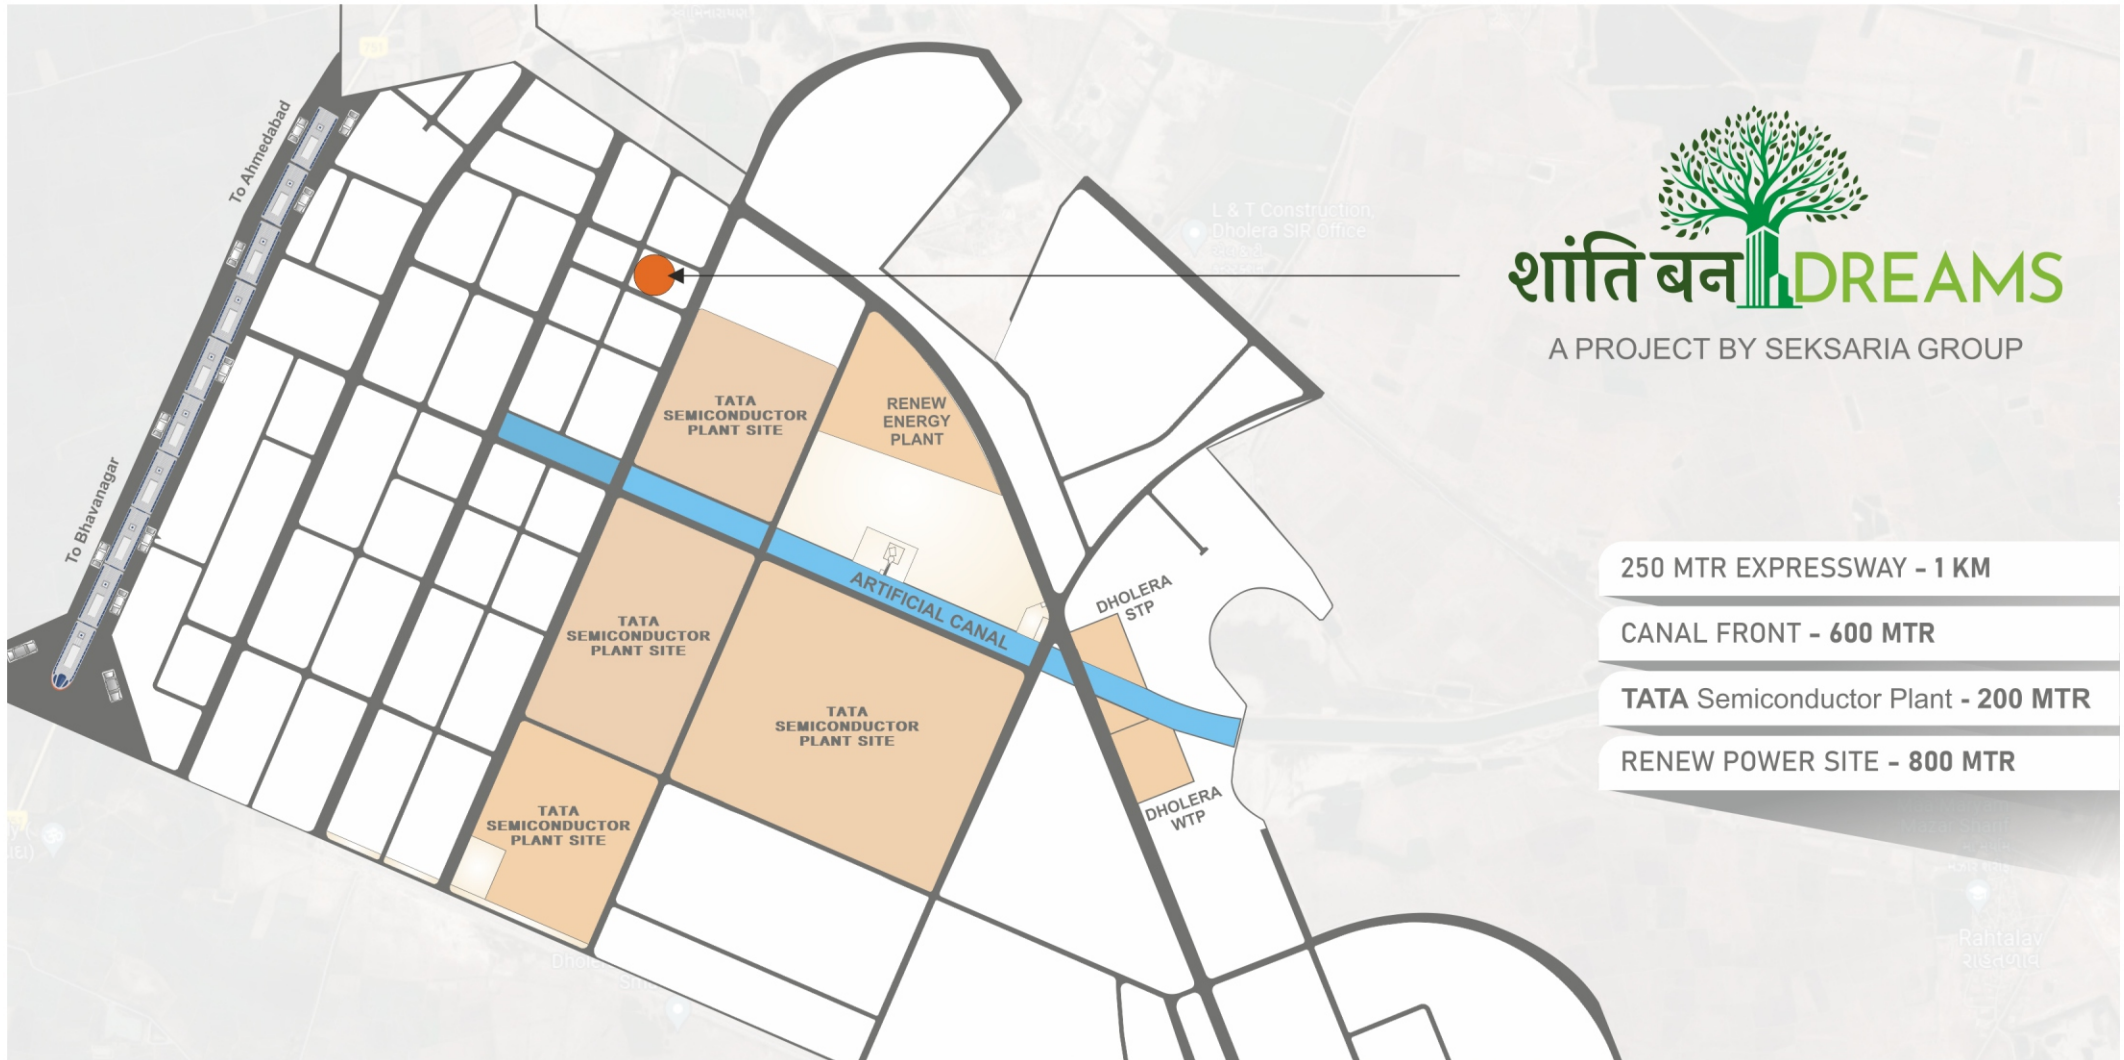 751
To Ahmedabad
To Bhavanagar
L & T Construction
Dholera SIR Office
शांति बन DREAMS
A PROJECT BY SEKSARIA GROUP
TATA
SEMICONDUCTOR
PLANT SITE
RENEW
ENERGY
PLANT
ARTIFICIAL CANAL
TATA
SEMICONDUCTOR
PLANT SITE
TATA
SEMICONDUCTOR
PLANT SITE
TATA
SEMICONDUCTOR
PLANT SITE
DHOLERA
STP
DHOLERA
WTP
250 MTR EXPRESSWAY - 1 KM
CANAL FRONT - 600 MTR
TATA Semiconductor Plant - 200 MTR
RENEW POWER SITE - 800 MTR
Rahtalav
રાહતળાવ